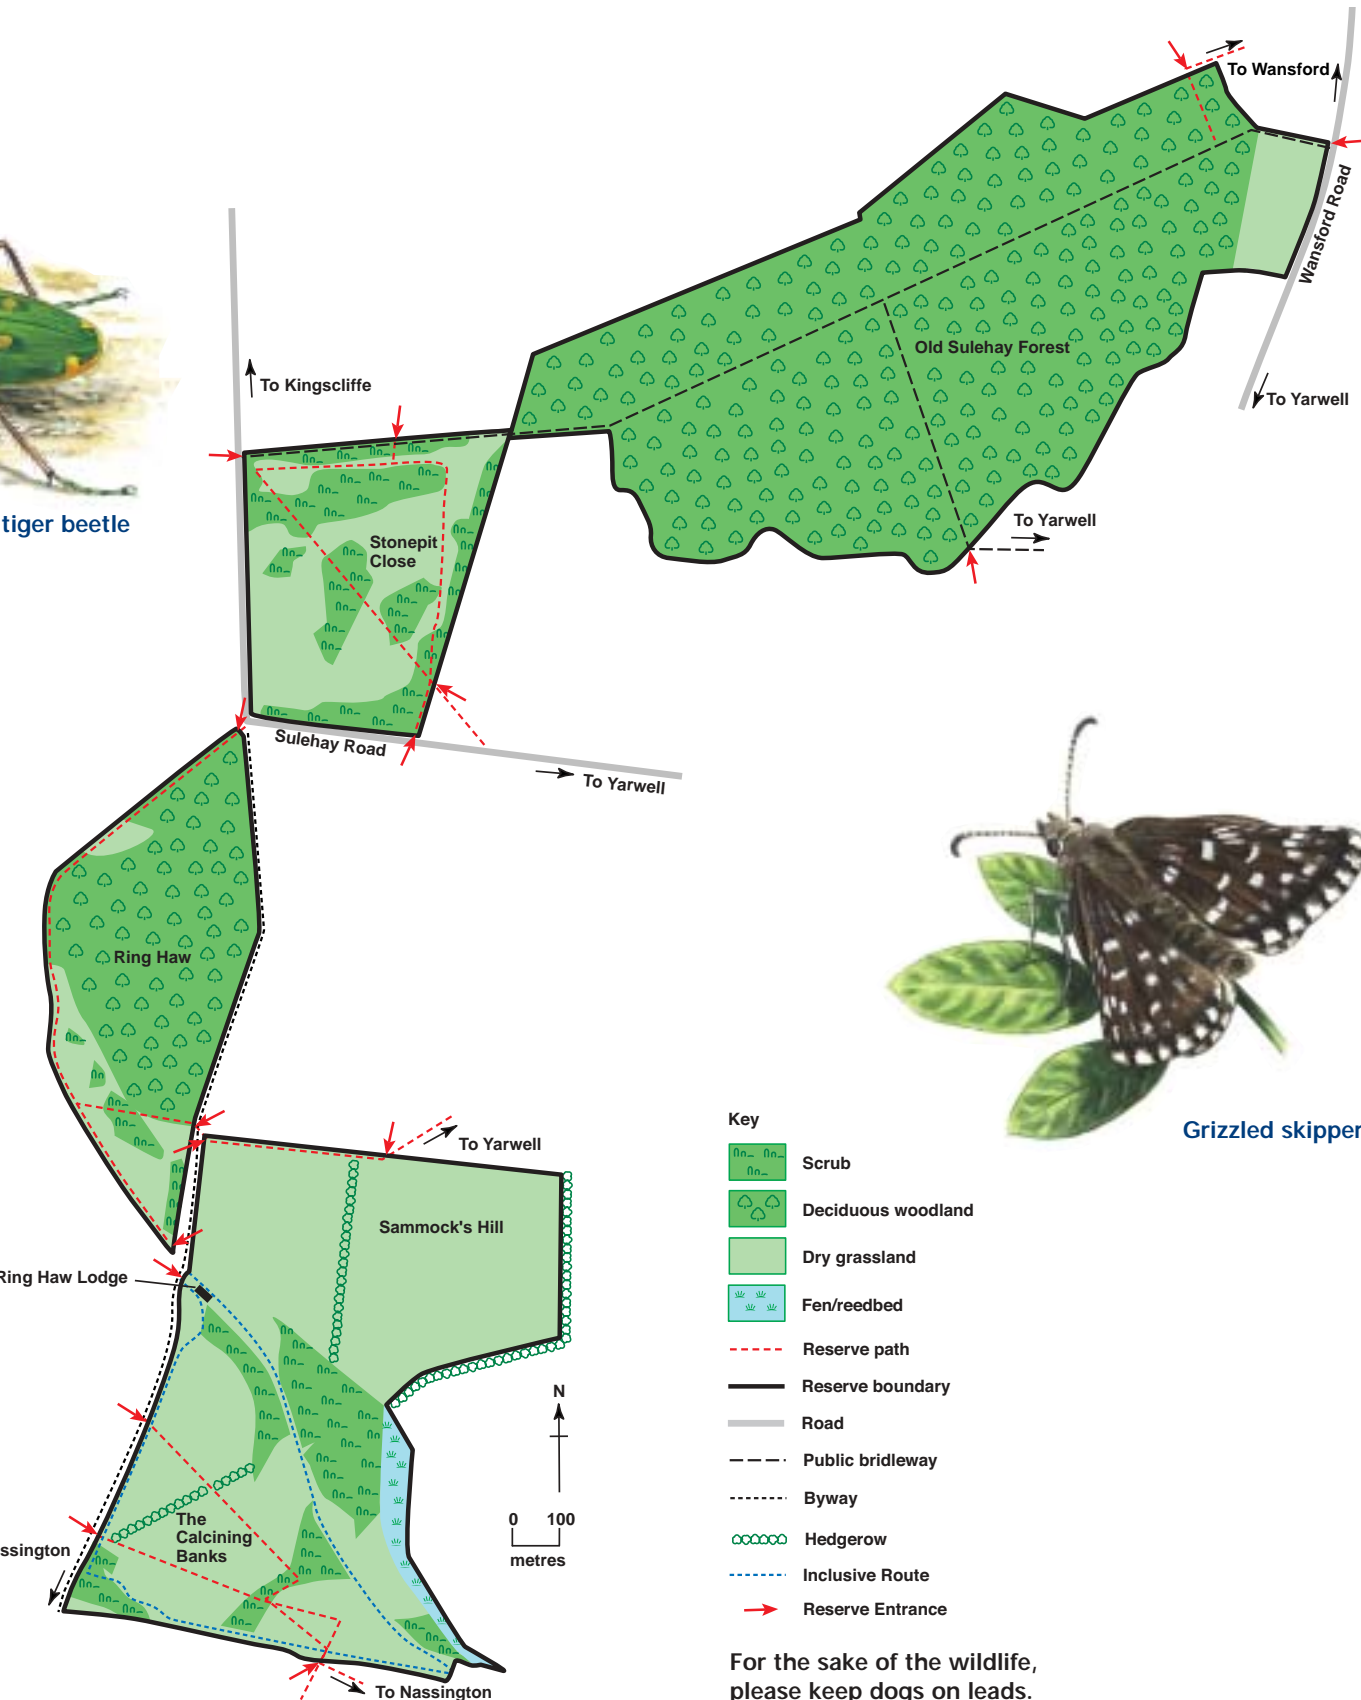 To Wansford
Wansford Road
Old Sulehay Forest
To Kingscliffe
To Yarwell
tiger beetle
Stonepit
Close
To Yarwell
Sulehay Road
To Yarwell
Ring Haw
Grizzled skipper
To Yarwell
Sammock's Hill
Ring Haw Lodge
N
0 100
metres
The
Calcining
Banks
ssington
To Nassington
Key
Scrub
Deciduous woodland
Dry grassland
Fen/reedbed
Reserve path
Reserve boundary
Road
Public bridleway
Byway
Hedgerow
Inclusive Route
Reserve Entrance
For the sake of the wildlife,
please keep dogs on leads.